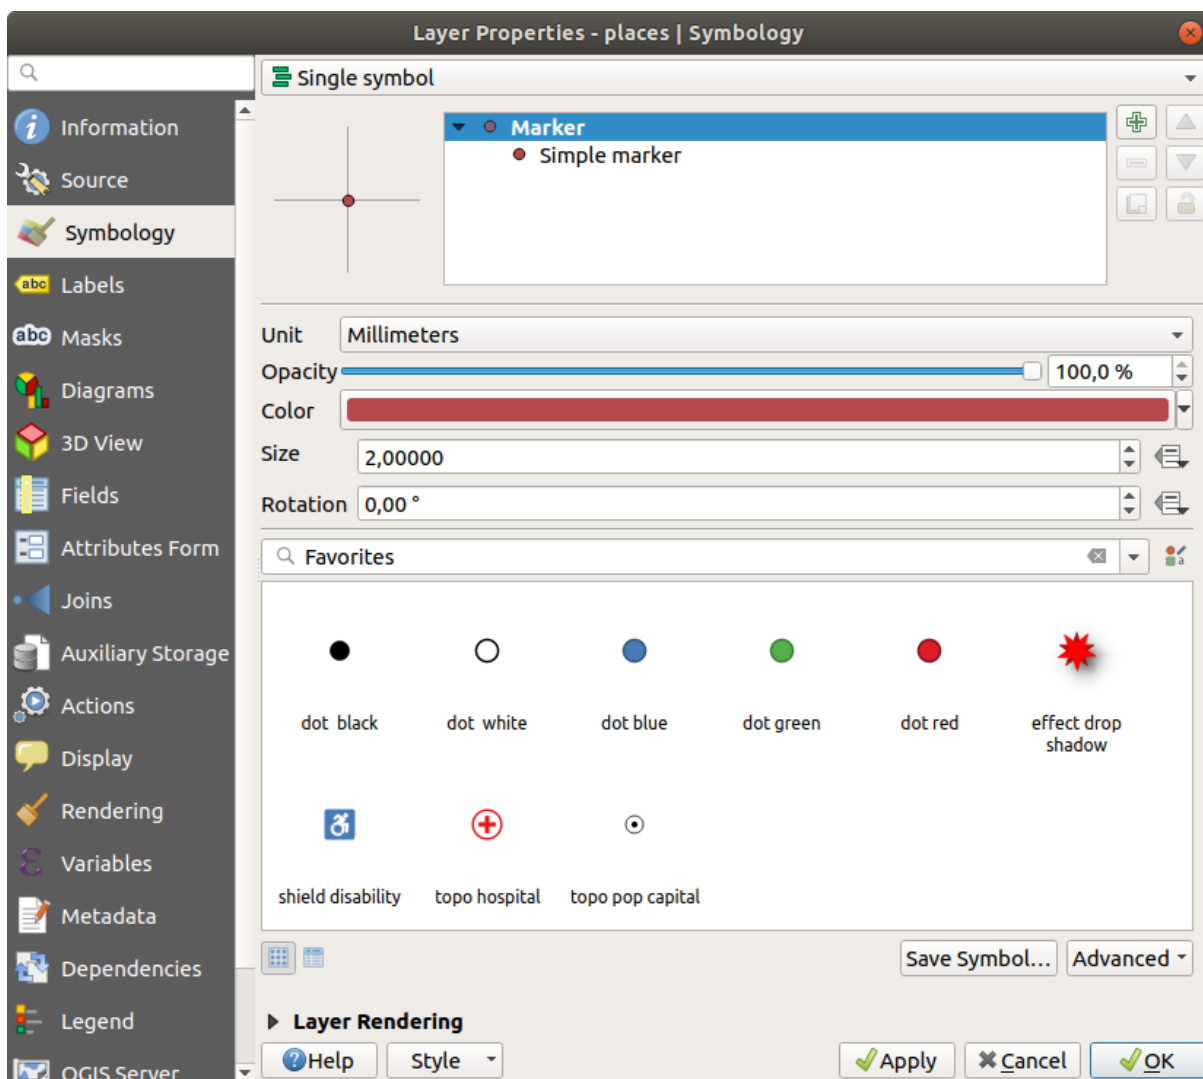 Layer Properties - places | Symbology
Single symbol
Information
Source
Symbology
abc Labels
abc Masks
Diagrams
3D View
Fields
Attributes Form
Joins
Auxiliary Storage
Actions
Display
Rendering
Variables
Metadata
Dependencies
Legend
QGIS Server
Marker
Simple marker
Unit Millimeters
Opacity 100,0 %
Color
Size 2,00000
Rotation 0,00 °
Favorites
dot  black
dot  white
dot blue
dot green
dot red
effect drop
shadow
shield disability
topo hospital
topo pop capital
Save Symbol...
Advanced
Layer Rendering
Help
Style
Apply
Cancel
OK